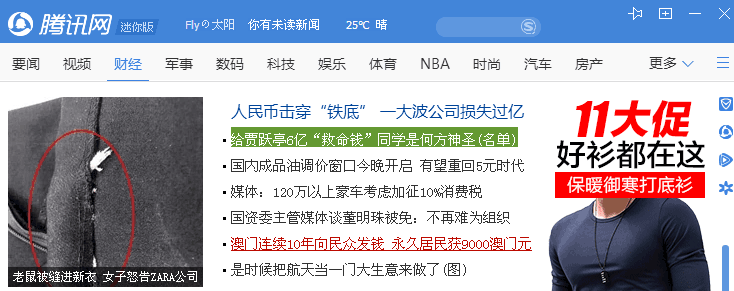 腾讯网 迷你版 Fly的太阳 你有未读新闻 25℃ 晴
要闻 视频 财经 军事 数码 科技 娱乐 体育 NBA 时尚 汽车 房产 更多
人民币击穿“铁底” 一大波公司损失过亿
给贾跃亭6亿“救命钱”同学是何方神圣(名单)
国内成品油调价窗口今晚开启 有望重回5元时代
媒体：120万以上豪车考虑加征10%消费税
国资委主管媒体谈董明珠被免：不再难为组织
澳门连续10年向民众发钱 永久居民获9000澳门元
是时候把航天当一门大生意来做了(图)
老鼠被缝进新衣 女子怒告ZARA公司
11大促
好衫都在这
保暖御寒打底衫